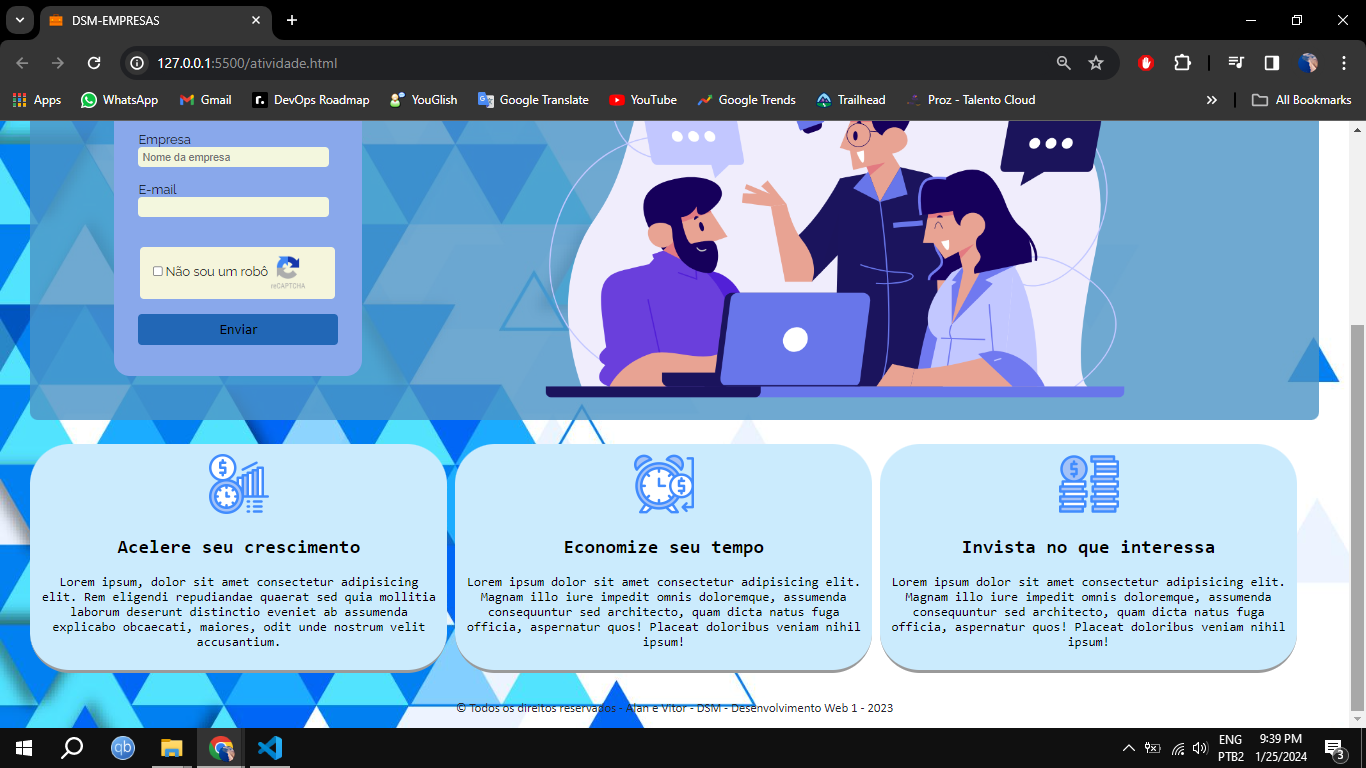 DSM-EMPRESAS
127.0.0.1:5500/atividade.html
Apps WhatsApp Gmail DevOps Roadmap YouGlish Google Translate YouTube Google Trends Trailhead Proz - Talento Cloud All Bookmarks
Empresa
Nome da empresa
E-mail
Não sou um robô
reCAPTCHA
Enviar
Acelere seu crescimento
Lorem ipsum, dolor sit amet consectetur adipisicing
elit. Rem eligendi repudiandae quaerat sed quia mollitia
laborum deserunt distinctio eveniet ab assumenda
explicabo obcaecati, maiores, odit unde nostrum velit
accusantium.
Economize seu tempo
Lorem ipsum dolor sit amet consectetur adipisicing elit.
Magnam illo iure impedit omnis doloremque, assumenda
consequuntur sed architecto, quam dicta natus fuga
officia, aspernatur quos! Placeat doloribus veniam nihil
ipsum!
Invista no que interessa
Lorem ipsum dolor sit amet consectetur adipisicing elit.
Magnam illo iure impedit omnis doloremque, assumenda
consequuntur sed architecto, quam dicta natus fuga
officia, aspernatur quos! Placeat doloribus veniam nihil
ipsum!
© Todos os direitos reservados - Alan e Vitor - DSM - Desenvolvimento Web 1 - 2023
qb
ENG 9:39 PM
PTB2 1/25/2024
3